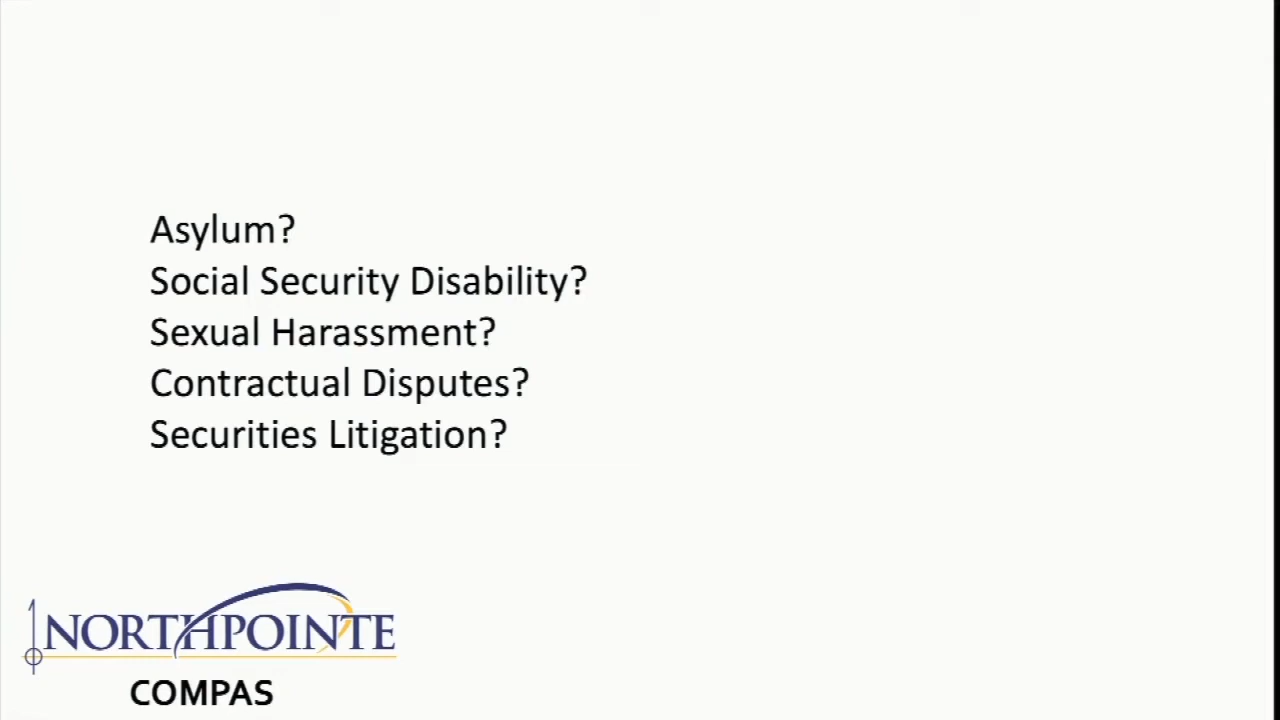 Asylum?
Social Security Disability?
Sexual Harassment?
Contractual Disputes?
Securities Litigation?
NORTHPOINTE
COMPAS